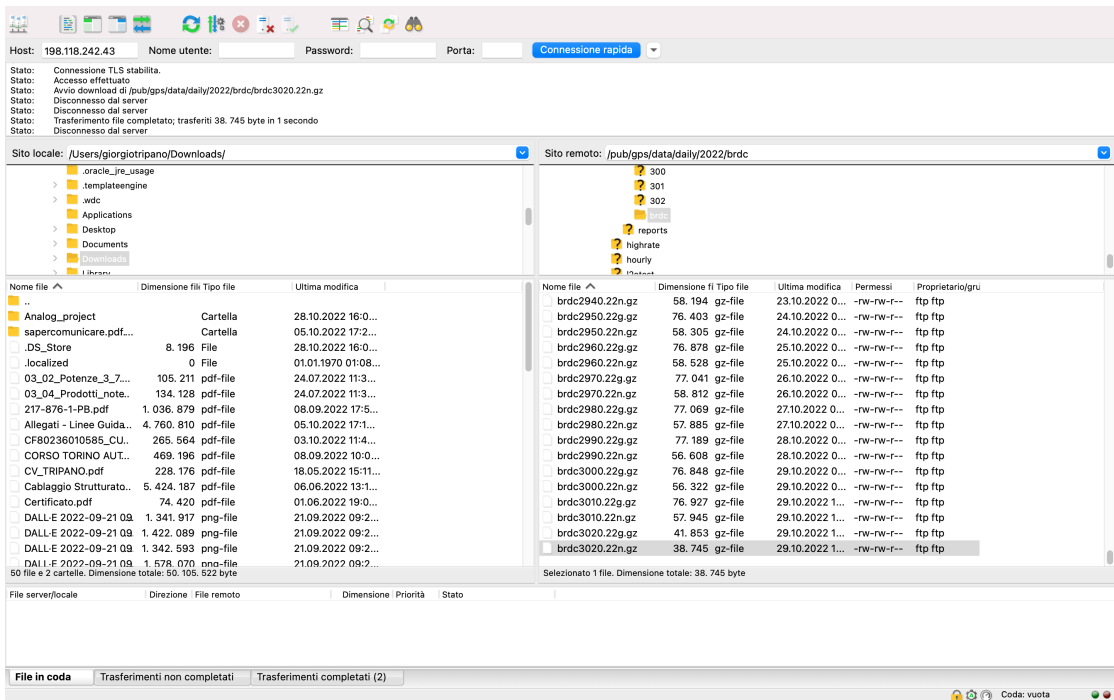 Host: 198.118.242.43 Nome utente: Password: Porta: Connessione rapida
Stato: Connessione TLS stabilita.
Stato: Accesso effettuato
Stato: Avvio download di /pub/gps/data/daily/2022/brdc/brdc3020.22n.gz
Stato: Disconnesso dal server
Stato: Disconnesso dal server
Stato: Trasferimento file completato; trasferiti 38. 745 byte in 1 secondo
Stato: Disconnesso dal server
Sito locale: /Users/giorgiotripano/Downloads/
.oracle_jre_usage
.templateengine
.wdc
Applications
Desktop
Documents
Downloads
Library
Sito remoto: /pub/gps/data/daily/2022/brdc
300
301
302
brdc
reports
highrate
hourly
l2ctest
Nome file Dimensione file Tipo file Ultima modifica
..
Analog_project Cartella 28.10.2022 16:0...
sapercomunicare.pdf.... Cartella 05.10.2022 17:2...
.DS_Store 8. 196 File 28.10.2022 16:0...
.localized 0 File 01.01.1970 01:08...
03_02_Potenze_3_7.... 105. 211 pdf-file 24.07.2022 11:3...
03_04_Prodotti_note.. 134. 128 pdf-file 24.07.2022 11:3...
217-876-1-PB.pdf 1. 036. 879 pdf-file 08.09.2022 17:5...
Allegati - Linee Guida... 4. 760. 810 pdf-file 05.10.2022 17:1...
CF80236010585_CU.. 265. 564 pdf-file 03.10.2022 11:4...
CORSO TORINO AUT... 469. 196 pdf-file 08.09.2022 10:0...
CV_TRIPANO.pdf 228. 176 pdf-file 18.05.2022 15:11...
Cablaggio Strutturato.. 5. 424. 187 pdf-file 06.06.2022 13:1...
Certificato.pdf 74. 420 pdf-file 01.06.2022 19:0...
DALL·E 2022-09-21 09. 1. 341. 917 png-file 21.09.2022 09:2...
DALL·E 2022-09-21 09. 1. 422. 089 png-file 21.09.2022 09:2...
DALL·E 2022-09-21 09. 1. 342. 593 png-file 21.09.2022 09:2...
DALL·E 2022-09-21 09. 1. 578. 070 png-file 21.09.2022 09:2...
50 file e 2 cartelle. Dimensione totale: 50. 105. 522 byte
Nome file Dimensione fi Tipo file Ultima modifica Permessi Proprietario/gru
brdc2940.22n.gz 58. 194 gz-file 23.10.2022 0... -rw-rw-r-- ftp ftp
brdc2950.22g.gz 76. 403 gz-file 24.10.2022 0... -rw-rw-r-- ftp ftp
brdc2950.22n.gz 58. 305 gz-file 24.10.2022 0... -rw-rw-r-- ftp ftp
brdc2960.22g.gz 76. 878 gz-file 25.10.2022 0... -rw-rw-r-- ftp ftp
brdc2960.22n.gz 58. 528 gz-file 25.10.2022 0... -rw-rw-r-- ftp ftp
brdc2970.22g.gz 77. 041 gz-file 26.10.2022 0... -rw-rw-r-- ftp ftp
brdc2970.22n.gz 58. 812 gz-file 26.10.2022 0... -rw-rw-r-- ftp ftp
brdc2980.22g.gz 77. 069 gz-file 27.10.2022 0... -rw-rw-r-- ftp ftp
brdc2980.22n.gz 57. 885 gz-file 27.10.2022 0... -rw-rw-r-- ftp ftp
brdc2990.22g.gz 77. 189 gz-file 28.10.2022 0... -rw-rw-r-- ftp ftp
brdc2990.22n.gz 56. 608 gz-file 28.10.2022 0... -rw-rw-r-- ftp ftp
brdc3000.22g.gz 76. 848 gz-file 29.10.2022 0... -rw-rw-r-- ftp ftp
brdc3000.22n.gz 56. 322 gz-file 29.10.2022 0... -rw-rw-r-- ftp ftp
brdc3010.22g.gz 76. 927 gz-file 29.10.2022 1... -rw-rw-r-- ftp ftp
brdc3010.22n.gz 57. 945 gz-file 29.10.2022 1... -rw-rw-r-- ftp ftp
brdc3020.22g.gz 41. 853 gz-file 29.10.2022 1... -rw-rw-r-- ftp ftp
brdc3020.22n.gz 38. 745 gz-file 29.10.2022 1... -rw-rw-r-- ftp ftp
Selezionato 1 file. Dimensione totale: 38. 745 byte
File server/locale Direzione File remoto Dimensione Priorità Stato
File in coda Trasferimenti non completati Trasferimenti completati (2)
Coda: vuota